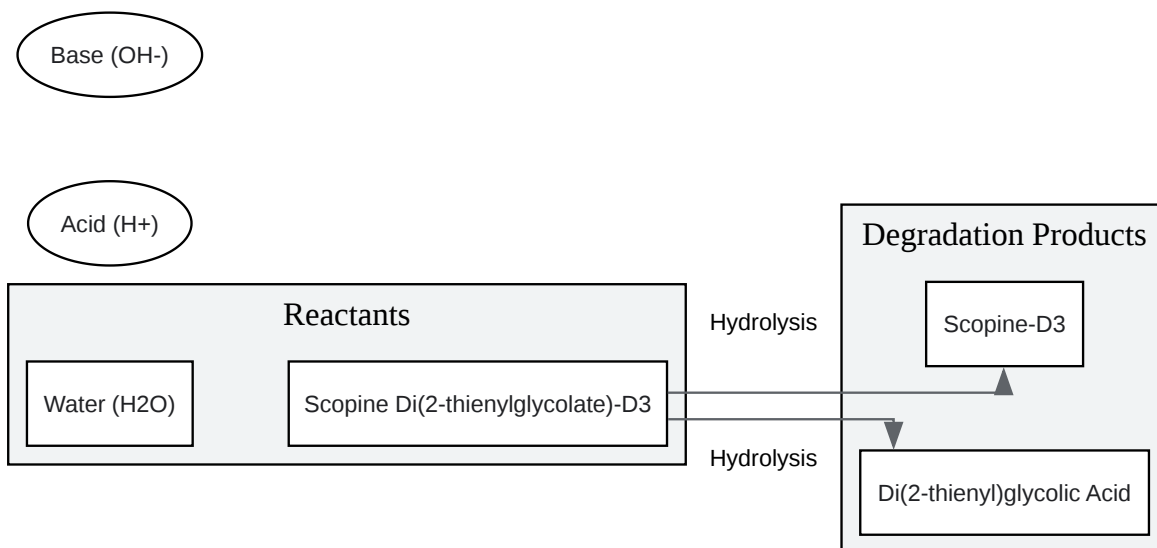 Base (OH-)
Acid (H+)
Degradation Products
Reactants
Hydrolysis
Scopine-D3
Water (H2O)
Scopine Di(2-thienylglycolate)-D3
Hydrolysis
Di(2-thienyl)glycolic Acid